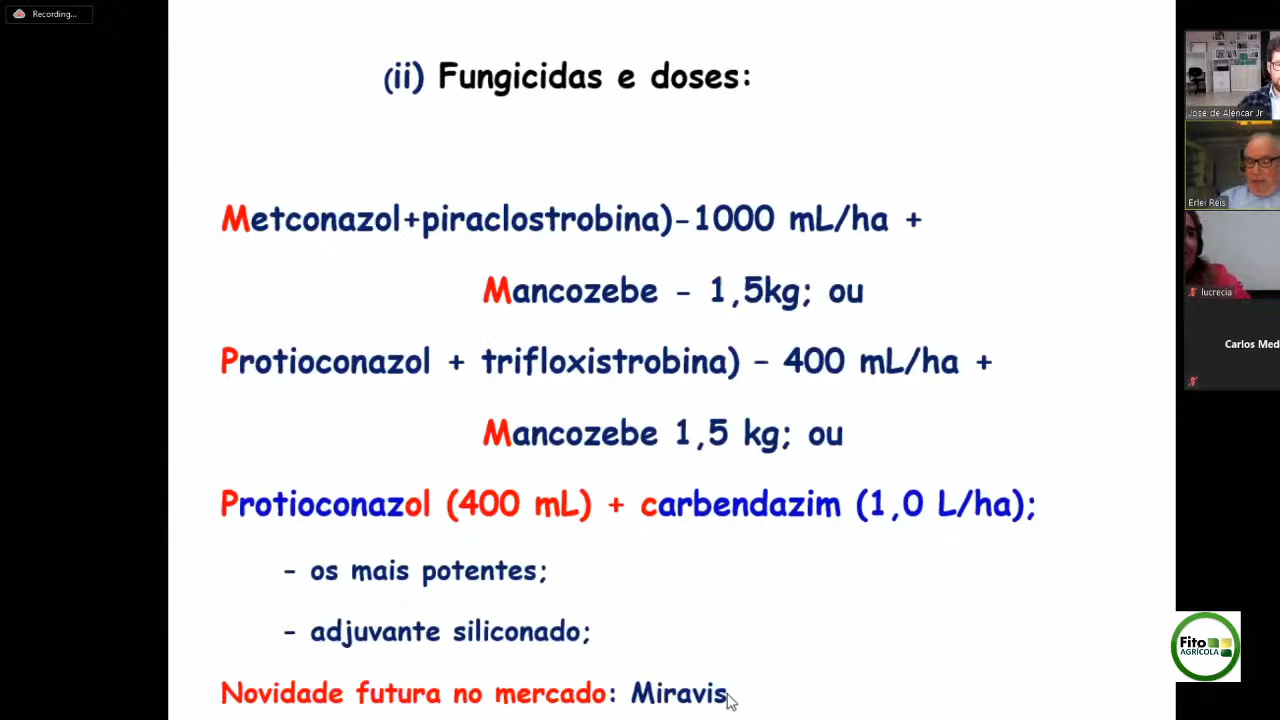 Recording...
(ii) Fungicidas e doses:
Metconazol+piraclostrobina)-1000 mL/ha +
Mancozebe - 1,5kg; ou
Protioconazol + trifloxistrobina) - 400 mL/ha +
Mancozebe 1,5 kg; ou
Protioconazol (400 mL) + carbendazim (1,0 L/ha);
- os mais potentes;
- adjuvante siliconado;
Novidade futura no mercado: Miravis
José de Alencar Jr
Erlei Reis
lucrecia
Carlos Med
Fito
AGRÍCOLA